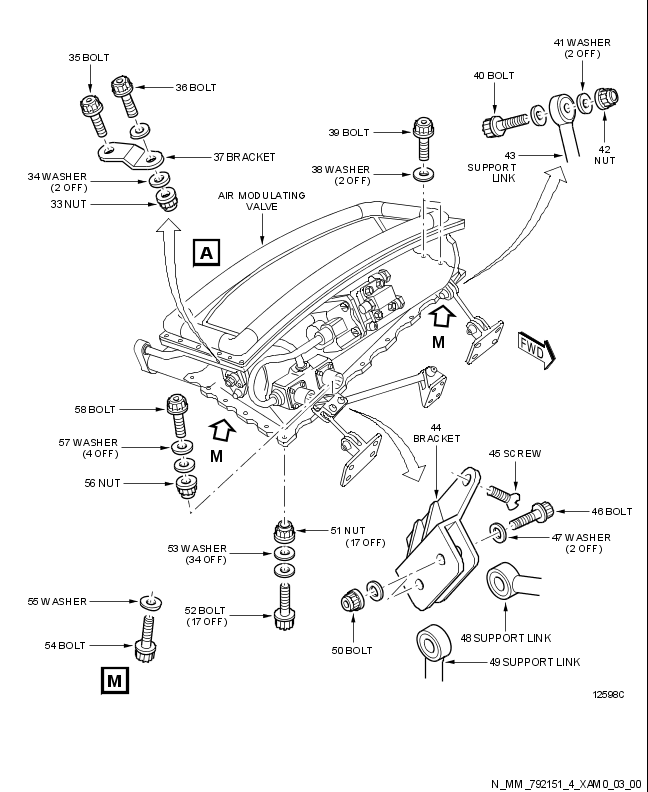 41 WASHER
(2 OFF)
35 BOLT
40 BOLT
36 BOLT
39 BOLT
42
NUT
43
SUPPORT
LINK
37 BRACKET
38 WASHER
(2 OFF)
34 WASHER
(2 OFF)
33 NUT
AIR MODULATING
VALVE
A
M
FWD
58 BOLT
44
BRACKET
57 WASHER
(4 OFF)
M
45 SCREW
56 NUT
46 BOLT
51 NUT
(17 OFF)
47 WASHER
(2 OFF)
53 WASHER
(34 OFF)
55 WASHER
52 BOLT
(17 OFF)
48 SUPPORT LINK
54 BOLT
50 BOLT
49 SUPPORT LINK
M
12598C
N_MM_792151_4_XAM0_03_00